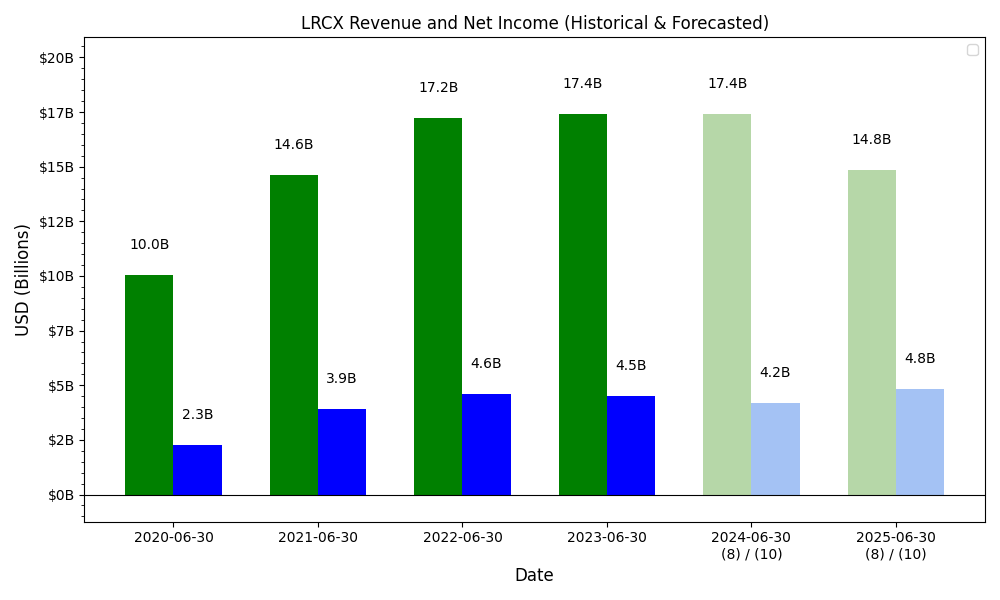 LRCX Revenue and Net Income (Historical & Forecasted)
$20B
$17B
$15B
$12B
$10B
$7B
$5B
$2B
$0B
USD (Billions)
10.0B
2.3B
14.6B
3.9B
17.2B
4.6B
17.4B
4.5B
17.4B
4.2B
14.8B
4.8B
2020-06-30
2021-06-30
2022-06-30
2023-06-30
2024-06-30
(8) / (10)
2025-06-30
(8) / (10)
Date